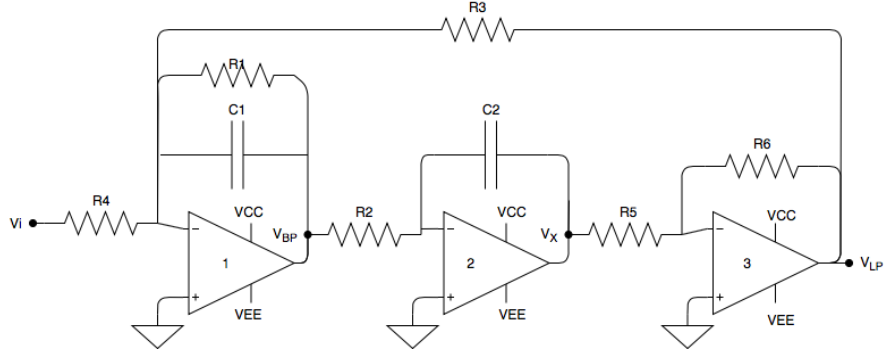 R3
R1
C1
C2
R6
R4
Vi
VCC
V_BP
R2
VCC
V_X
R5
VCC
−
−
−
1
2
3
V_LP
+
+
+
VEE
VEE
VEE